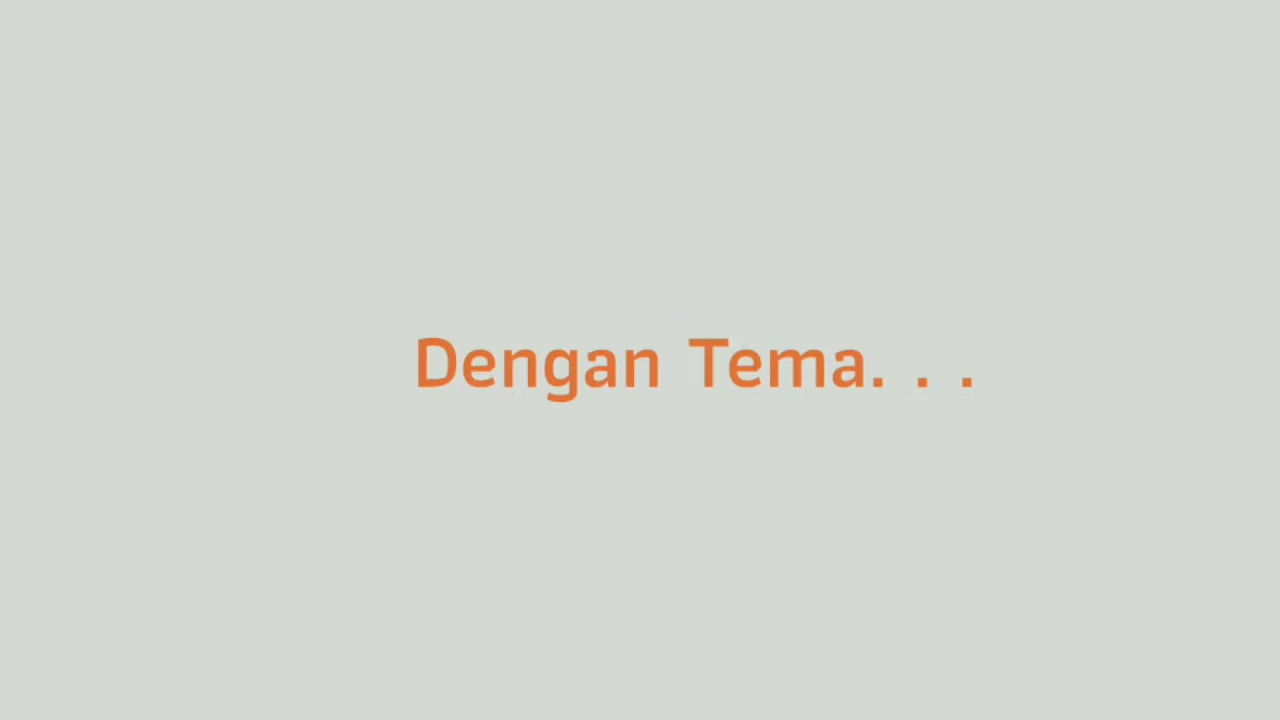 Dengan Tema. . .